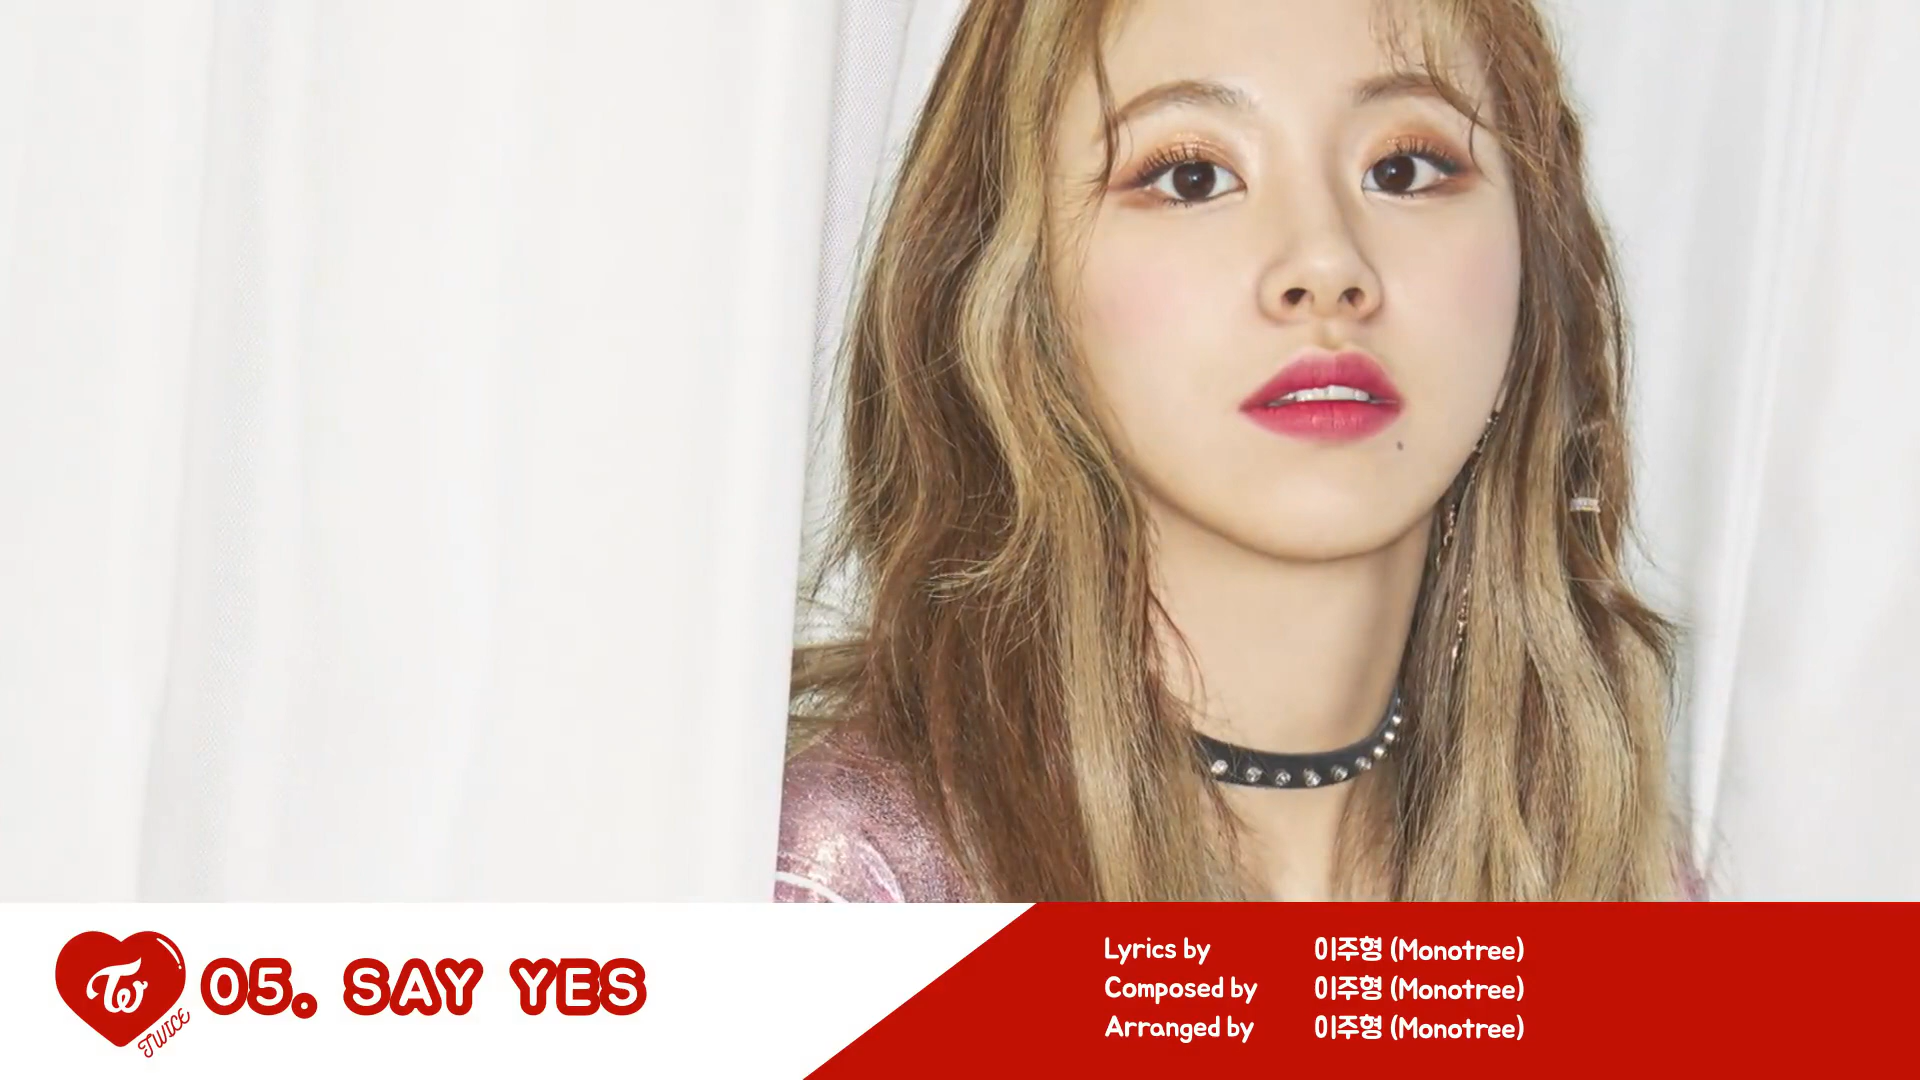 Tw
TWICE
05. SAY YES
Lyrics by 이주형 (Monotree)
Composed by 이주형 (Monotree)
Arranged by 이주형 (Monotree)